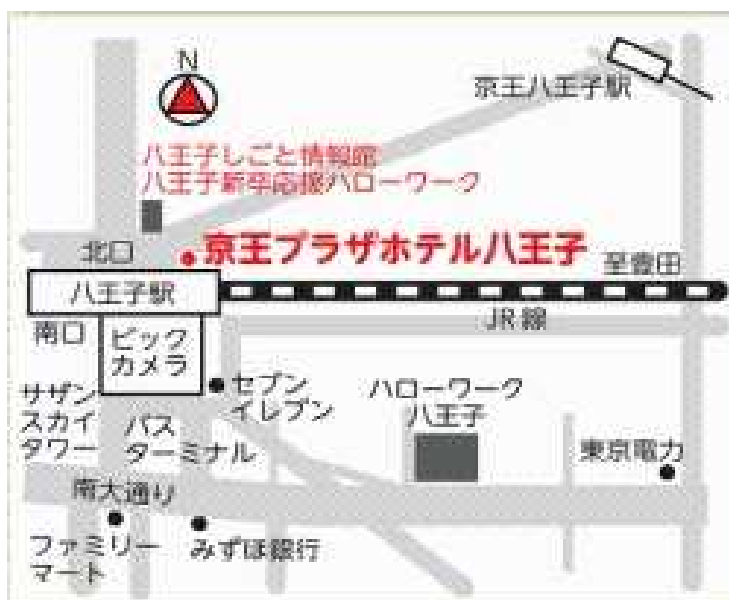 N
京王八王子駅
八王子しごと情報館
八王子新卒応援ハローワーク
北口
京王プラザホテル八王子
至豊田
八王子駅
JR線
南口
ビック
カメラ
セブン
イレブン
サザン
スカイ
タワー
バス
ターミナル
ハローワーク
八王子
東京電力
南大通り
ファミリー
マート
みずほ銀行